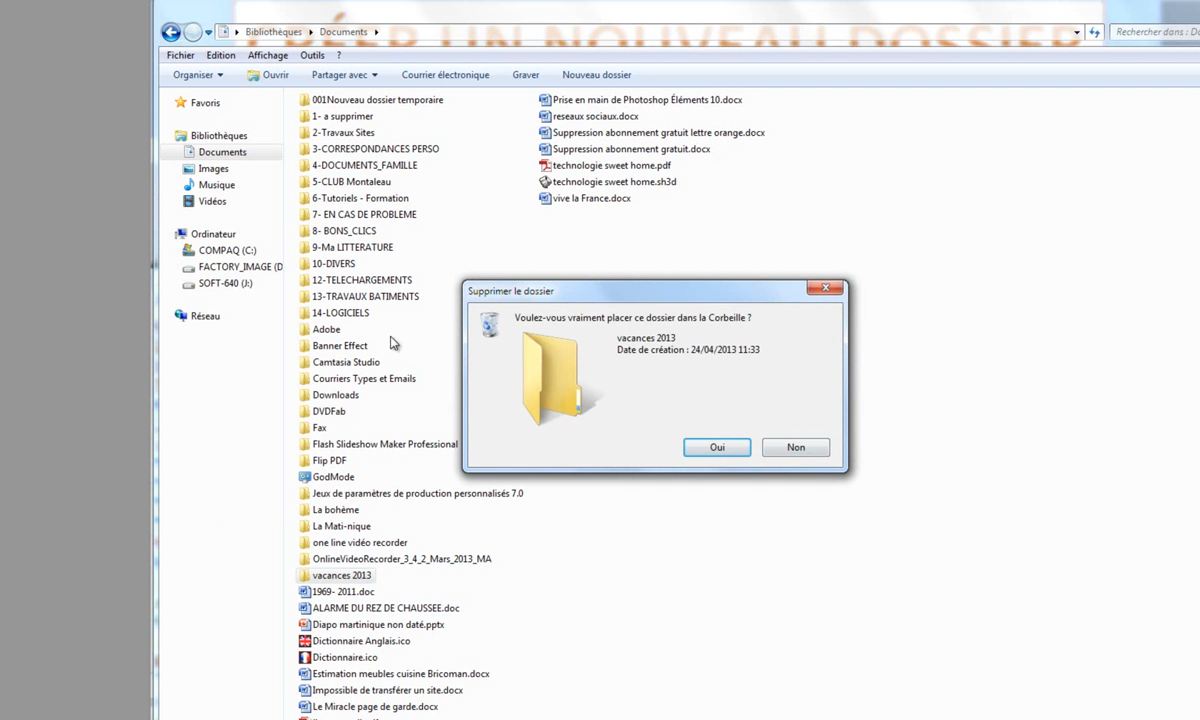 CRÉER UN NOUVEAU DOSSIER
Bibliothèques Documents
Rechercher dans :
Fichier Edition Affichage Outils ?
Organiser Ouvrir Partager avec Courrier électronique Graver Nouveau dossier
Favoris
Bibliothèques
Documents
Images
Musique
Vidéos
Ordinateur
COMPAQ (C:)
FACTORY_IMAGE (D
SOFT-640 (J:)
Réseau
001Nouveau dossier temporaire
1- a supprimer
2-Travaux Sites
3-CORRESPONDANCES PERSO
4-DOCUMENTS_FAMILLE
5-CLUB Montaleau
6-Tutoriels - Formation
7- EN CAS DE PROBLEME
8- BONS_CLICS
9-Ma LITTERATURE
10-DIVERS
12-TELECHARGEMENTS
13-TRAVAUX BATIMENTS
14-LOGICIELS
Adobe
Banner Effect
Camtasia Studio
Courriers Types et Emails
Downloads
DVDFab
Fax
Flash Slideshow Maker Professional
Flip PDF
GodMode
Jeux de paramètres de production personnalisés 7.0
La bohème
La Mati-nique
one line vidéo recorder
OnlineVideoRecorder_3_4_2_Mars_2013_MA
vacances 2013
1969- 2011.doc
ALARME DU REZ DE CHAUSSEE.doc
Diapo martinique non daté.pptx
Dictionnaire Anglais.ico
Dictionnaire.ico
Estimation meubles cuisine Bricoman.docx
Impossible de transférer un site.docx
Le Miracle page de garde.docx
Prise en main de Photoshop Éléments 10.docx
reseaux sociaux.docx
Suppression abonnement gratuit lettre orange.docx
Suppression abonnement gratuit.docx
technologie sweet home.pdf
technologie sweet home.sh3d
vive la France.docx
Supprimer le dossier
Voulez-vous vraiment placer ce dossier dans la Corbeille ?
vacances 2013
Date de création : 24/04/2013 11:33
Oui Non